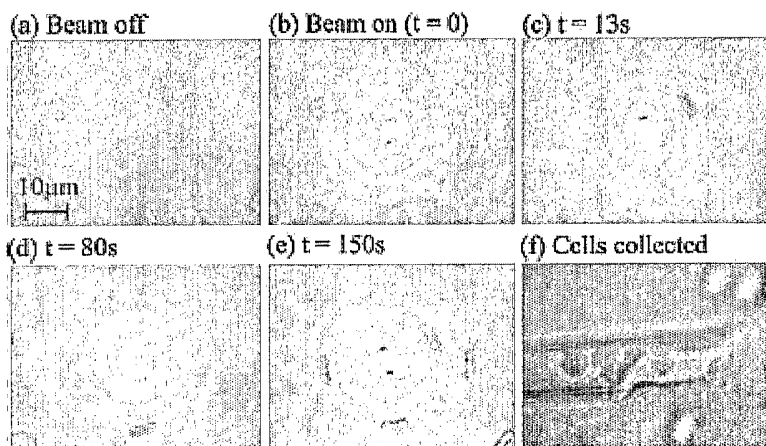 (a) Beam off
(b) Beam on (t = 0)
(c) t = 13s
10μm
(d) t = 80s
(e) t = 150s
(f) Cells collected